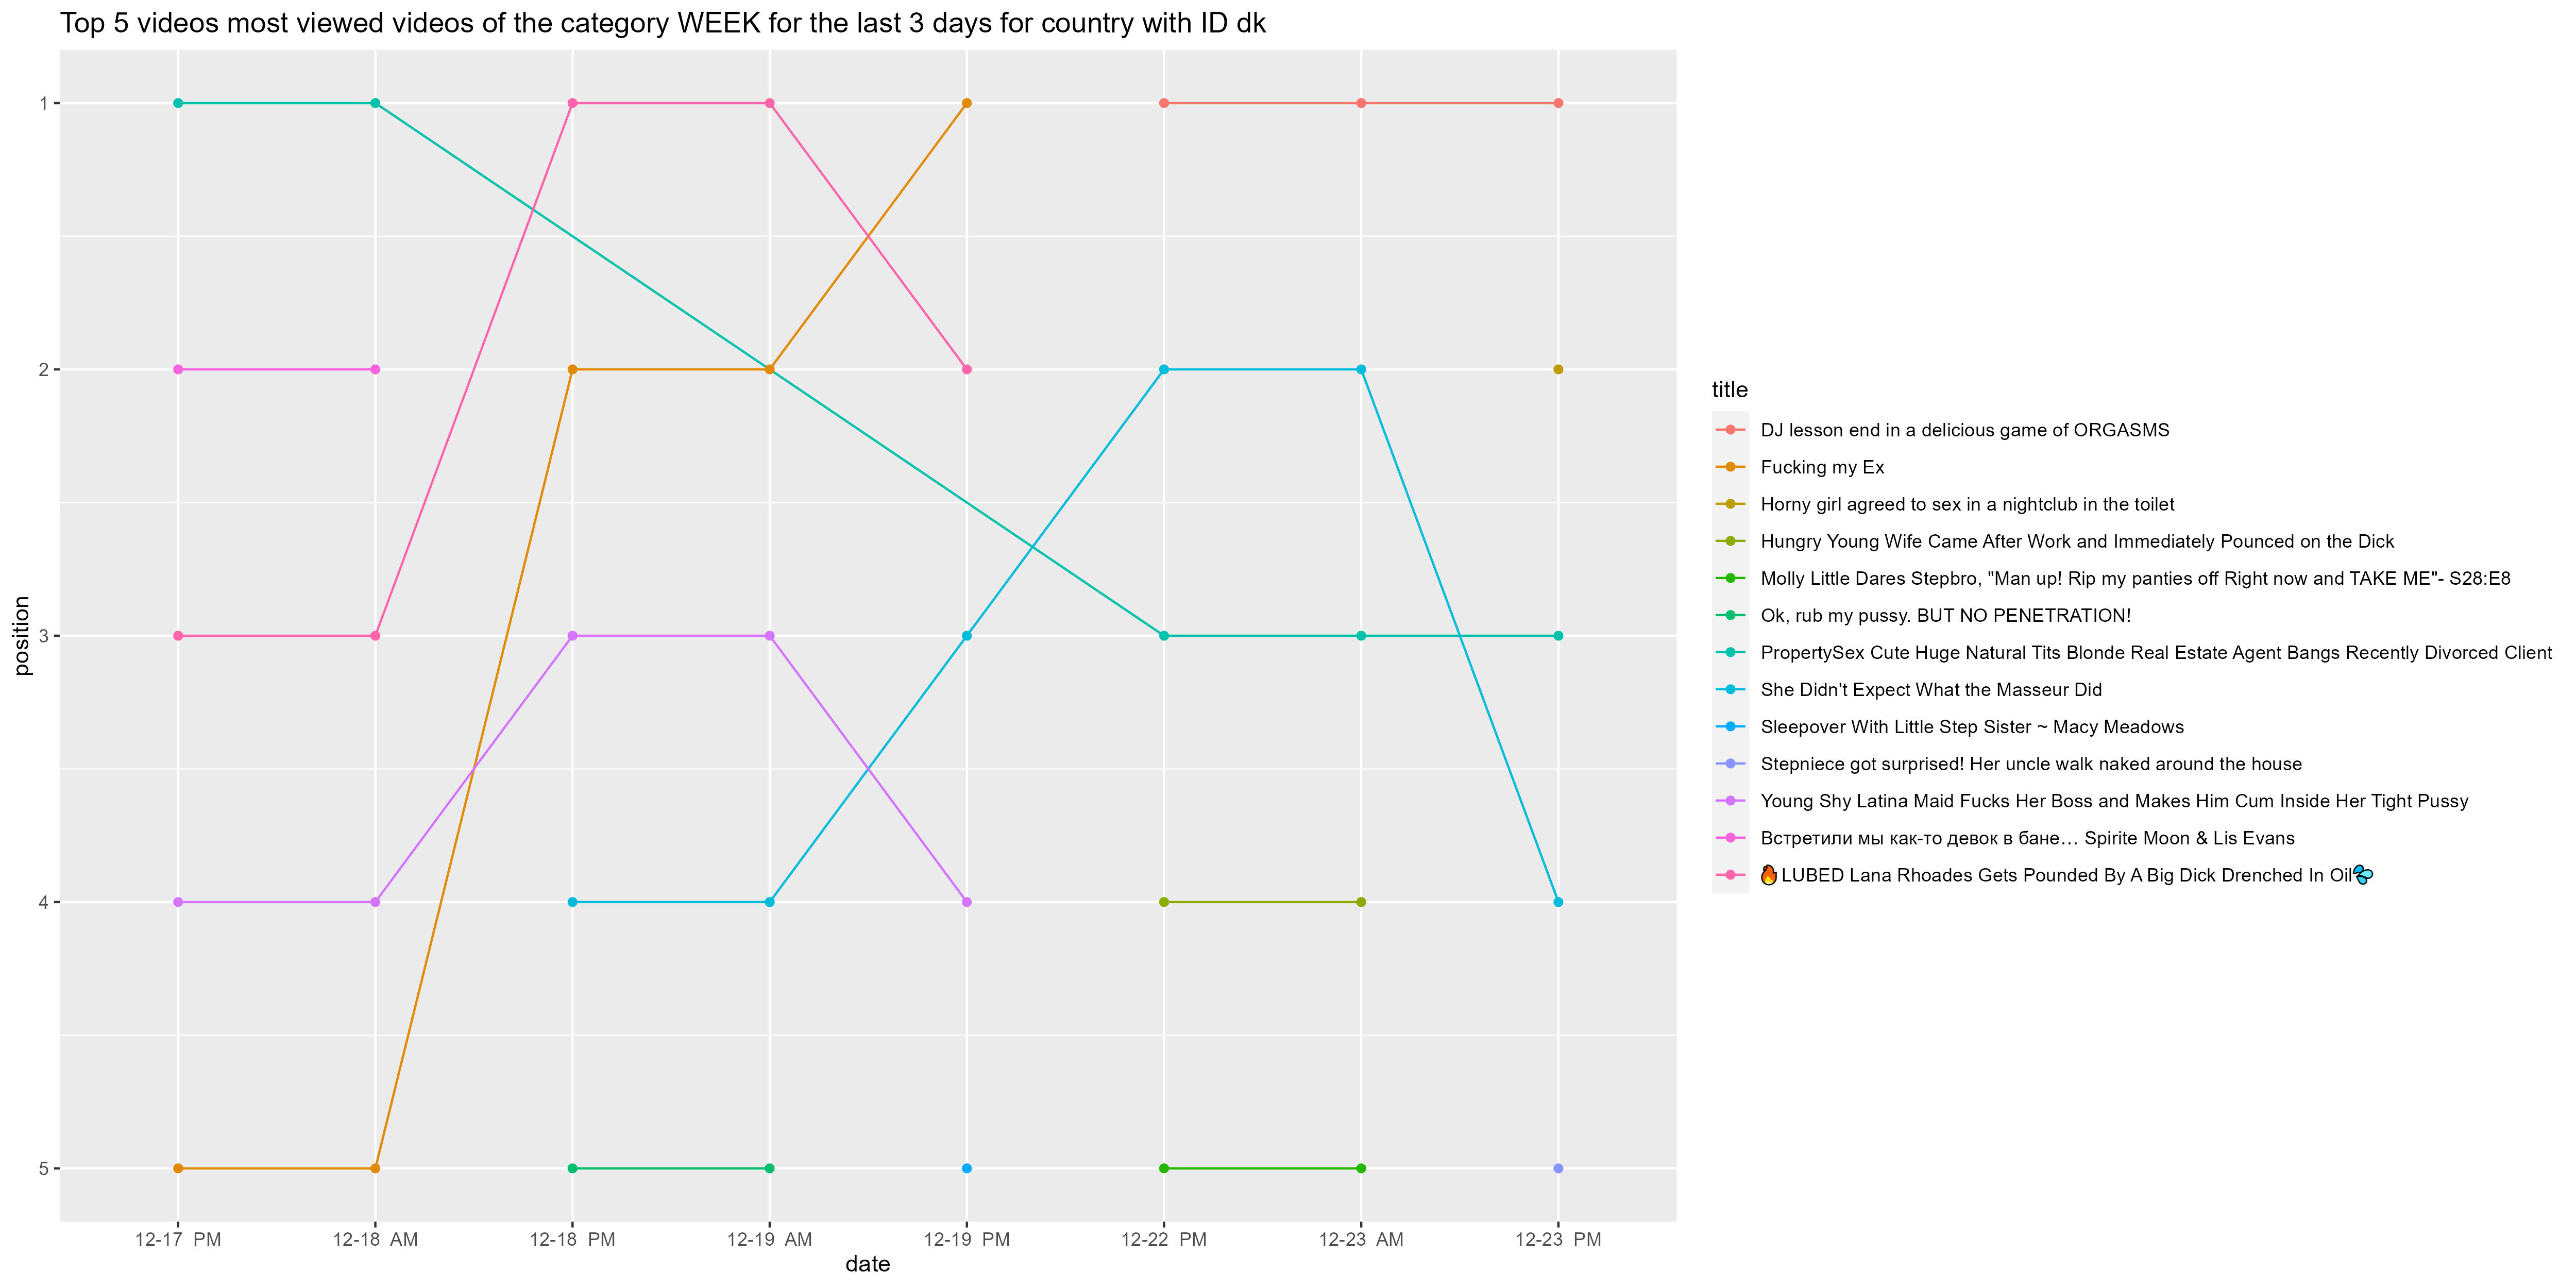 Top 5 videos most viewed videos of the category WEEK for the last 3 days for country with ID dk
position
1
2
3
4
5
12-17 PM
12-18 AM
12-18 PM
12-19 AM
12-19 PM
12-22 PM
12-23 AM
12-23 PM
date
title
DJ lesson end in a delicious game of ORGASMS
Fucking my Ex
Horny girl agreed to sex in a nightclub in the toilet
Hungry Young Wife Came After Work and Immediately Pounced on the Dick
Molly Little Dares Stepbro, "Man up! Rip my panties off Right now and TAKE ME"- S28:E8
Ok, rub my pussy. BUT NO PENETRATION!
PropertySex Cute Huge Natural Tits Blonde Real Estate Agent Bangs Recently Divorced Client
She Didn't Expect What the Masseur Did
Sleepover With Little Step Sister ~ Macy Meadows
Stepniece got surprised! Her uncle walk naked around the house
Young Shy Latina Maid Fucks Her Boss and Makes Him Cum Inside Her Tight Pussy
Встретили мы как-то девок в бане… Spirite Moon & Lis Evans
🔥LUBED Lana Rhoades Gets Pounded By A Big Dick Drenched In Oil💦